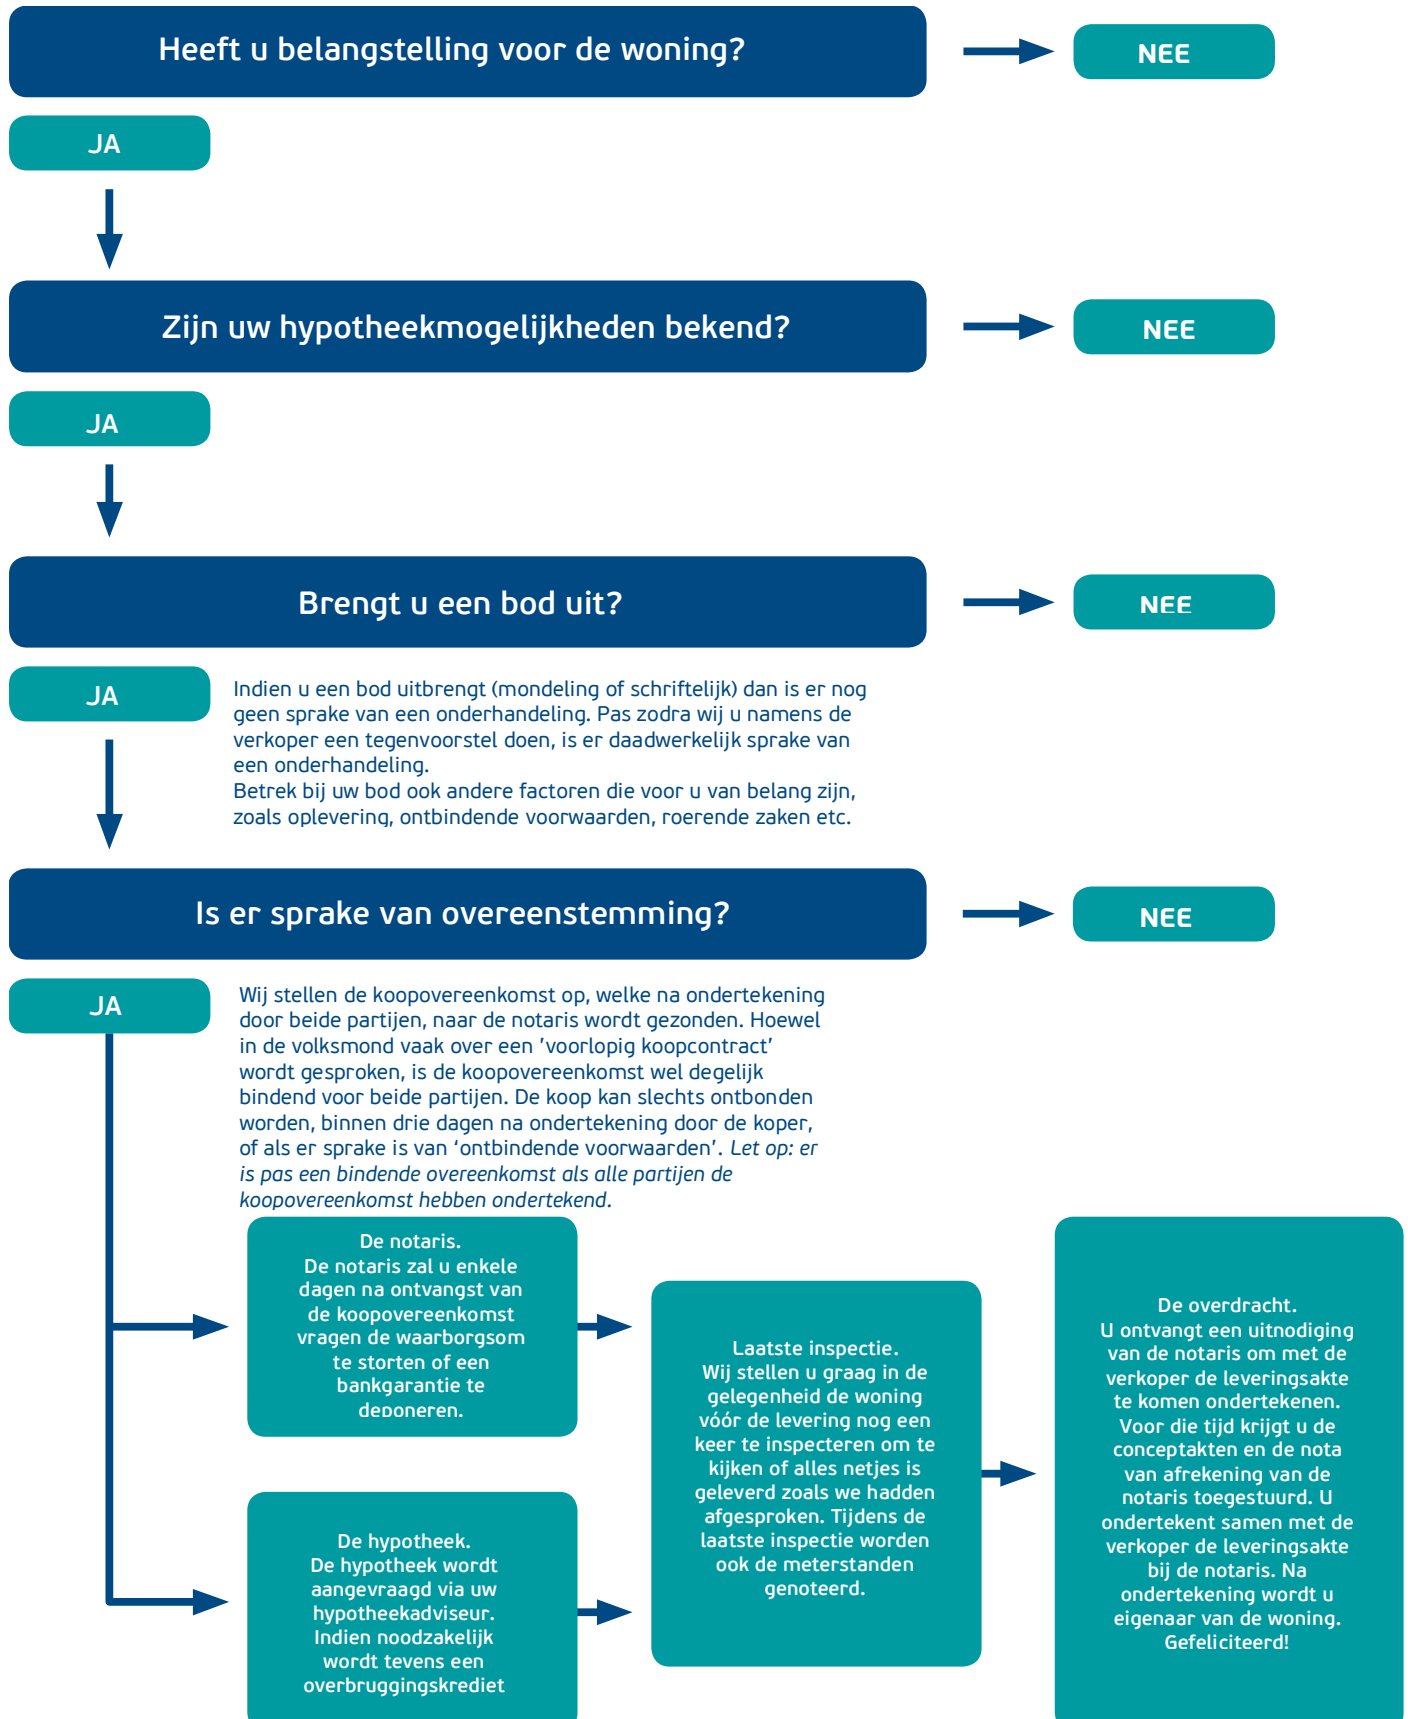 Heeft u belangstelling voor de woning?
NEE
JA
Zijn uw hypotheekmogelijkheden bekend?
NEE
JA
Brengt u een bod uit?
NEE
JA
Indien u een bod uitbrengt (mondeling of schriftelijk) dan is er nog
geen sprake van een onderhandeling. Pas zodra wij u namens de
verkoper een tegenvoorstel doen, is er daadwerkelijk sprake van
een onderhandeling.
Betrek bij uw bod ook andere factoren die voor u van belang zijn,
zoals oplevering, ontbindende voorwaarden, roerende zaken etc.
Is er sprake van overeenstemming?
NEE
JA
Wij stellen de koopovereenkomst op, welke na ondertekening
door beide partijen, naar de notaris wordt gezonden. Hoewel
in de volksmond vaak over een ’voorlopig koopcontract’
wordt gesproken, is de koopovereenkomst wel degelijk
bindend voor beide partijen. De koop kan slechts ontbonden
worden, binnen drie dagen na ondertekening door de koper,
of als er sprake is van ‘ontbindende voorwaarden’. Let op: er
is pas een bindende overeenkomst als alle partijen de
koopovereenkomst hebben ondertekend.
De notaris.
De notaris zal u enkele
dagen na ontvangst van
de koopovereenkomst
vragen de waarborgsom
te storten of een
bankgarantie te
deponeren.
De hypotheek.
De hypotheek wordt
aangevraagd via uw
hypotheekadviseur.
Indien noodzakelijk
wordt tevens een
overbruggingskrediet
Laatste inspectie.
Wij stellen u graag in de
gelegenheid de woning
vóór de levering nog een
keer te inspecteren om te
kijken of alles netjes is
geleverd zoals we hadden
afgesproken. Tijdens de
laatste inspectie worden
ook de meterstanden
genoteerd.
De overdracht.
U ontvangt een uitnodiging
van de notaris om met de
verkoper de leveringsakte
te komen ondertekenen.
Voor die tijd krijgt u de
conceptakten en de nota
van afrekening van de
notaris toegestuurd. U
ondertekent samen met de
verkoper de leveringsakte
bij de notaris. Na
ondertekening wordt u
eigenaar van de woning.
Gefeliciteerd!